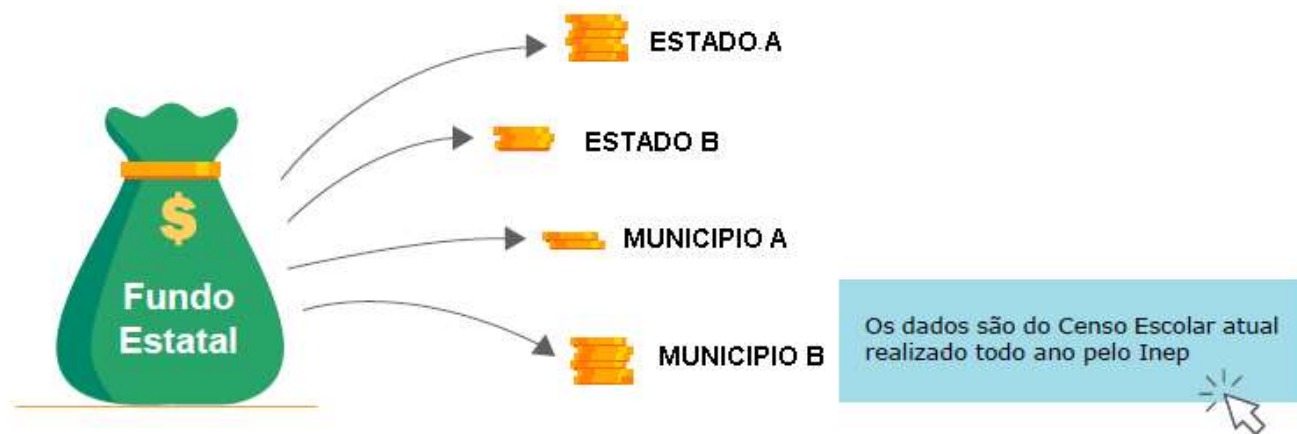 ESTADO A
ESTADO B
$
MUNICIPIO A
Fundo
Estatal
MUNICIPIO B
Os dados são do Censo Escolar atual
realizado todo ano pelo Inep